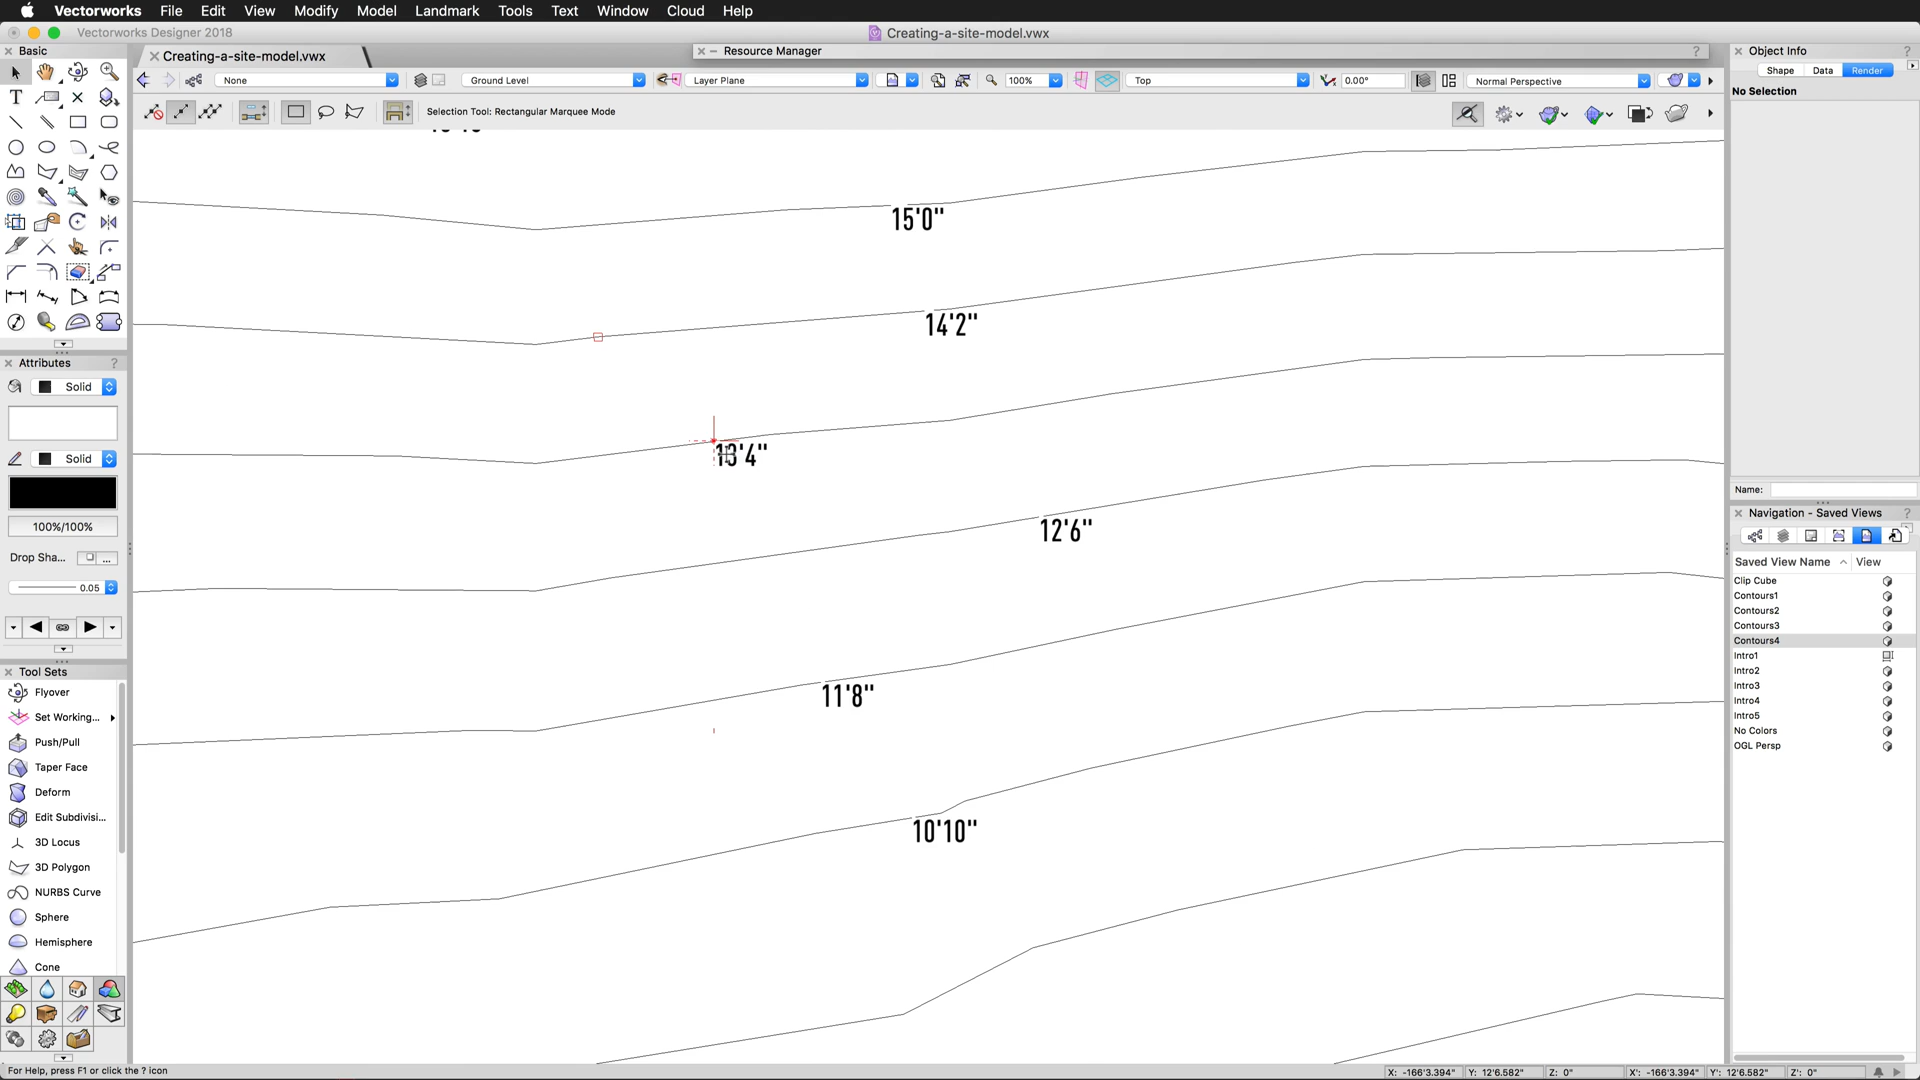 Vectorworks File Edit View Modify Model Landmark Tools Text Window Cloud Help
Vectorworks Designer 2018
Creating-a-site-model.vwx
Basic
Creating-a-site-model.vwx
Resource Manager
?
Object Info
?
None
Ground Level
Layer Plane
100%
Top
0.00°
Normal Perspective
Shape Data Render
No Selection
Selection Tool: Rectangular Marquee Mode
15'0"
14'2"
13'4"
12'6"
11'8"
10'10"
Attributes ?
Solid
Solid
100%/100%
Drop Sha...
...
0.05
Tool Sets
Flyover
Set Working...
Push/Pull
Taper Face
Deform
Edit Subdivisi...
3D Locus
3D Polygon
NURBS Curve
Sphere
Hemisphere
Cone
Name:
Navigation - Saved Views ?
Saved View Name View
Clip Cube
Contours1
Contours2
Contours3
Contours4
Intro1
Intro2
Intro3
Intro4
Intro5
No Colors
OGL Persp
For Help, press F1 or click the ? icon
X: -166'3.394" Y: 12'6.582" Z: 0" X': -166'3.394" Y': 12'6.582" Z': 0"